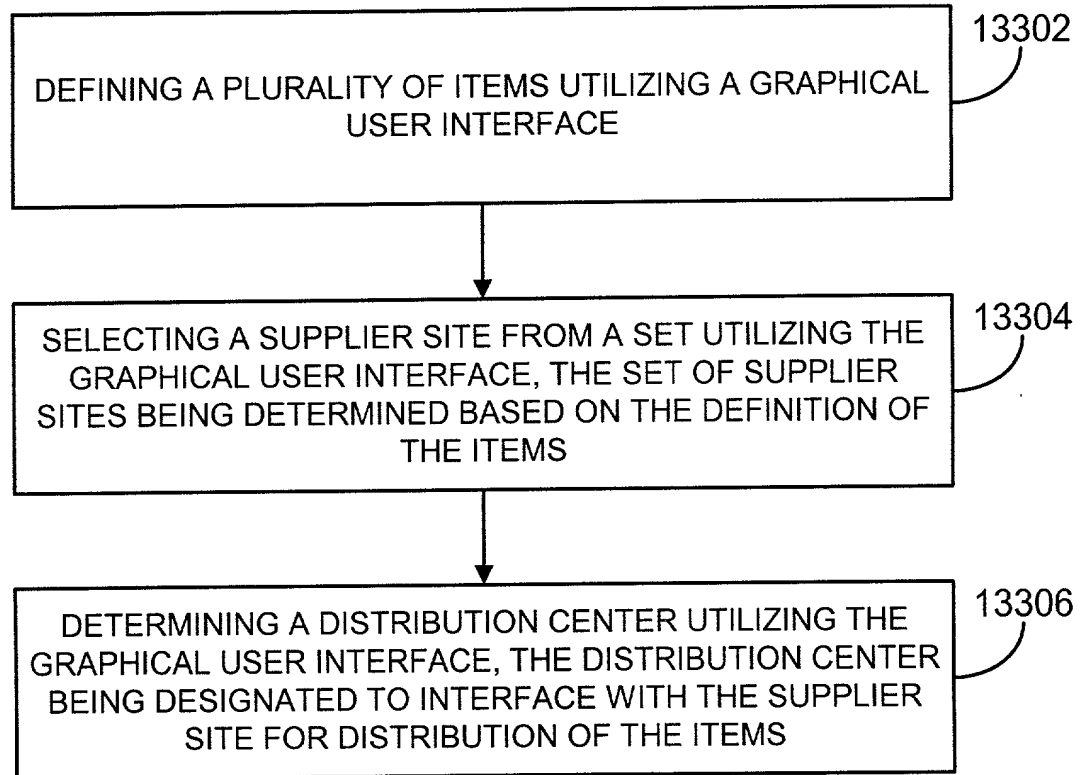 13302
DEFINING A PLURALITY OF ITEMS UTILIZING A GRAPHICAL
USER INTERFACE
13304
SELECTING A SUPPLIER SITE FROM A SET UTILIZING THE
GRAPHICAL USER INTERFACE, THE SET OF SUPPLIER
SITES BEING DETERMINED BASED ON THE DEFINITION OF
THE ITEMS
13306
DETERMINING A DISTRIBUTION CENTER UTILIZING THE
GRAPHICAL USER INTERFACE, THE DISTRIBUTION CENTER
BEING DESIGNATED TO INTERFACE WITH THE SUPPLIER
SITE FOR DISTRIBUTION OF THE ITEMS